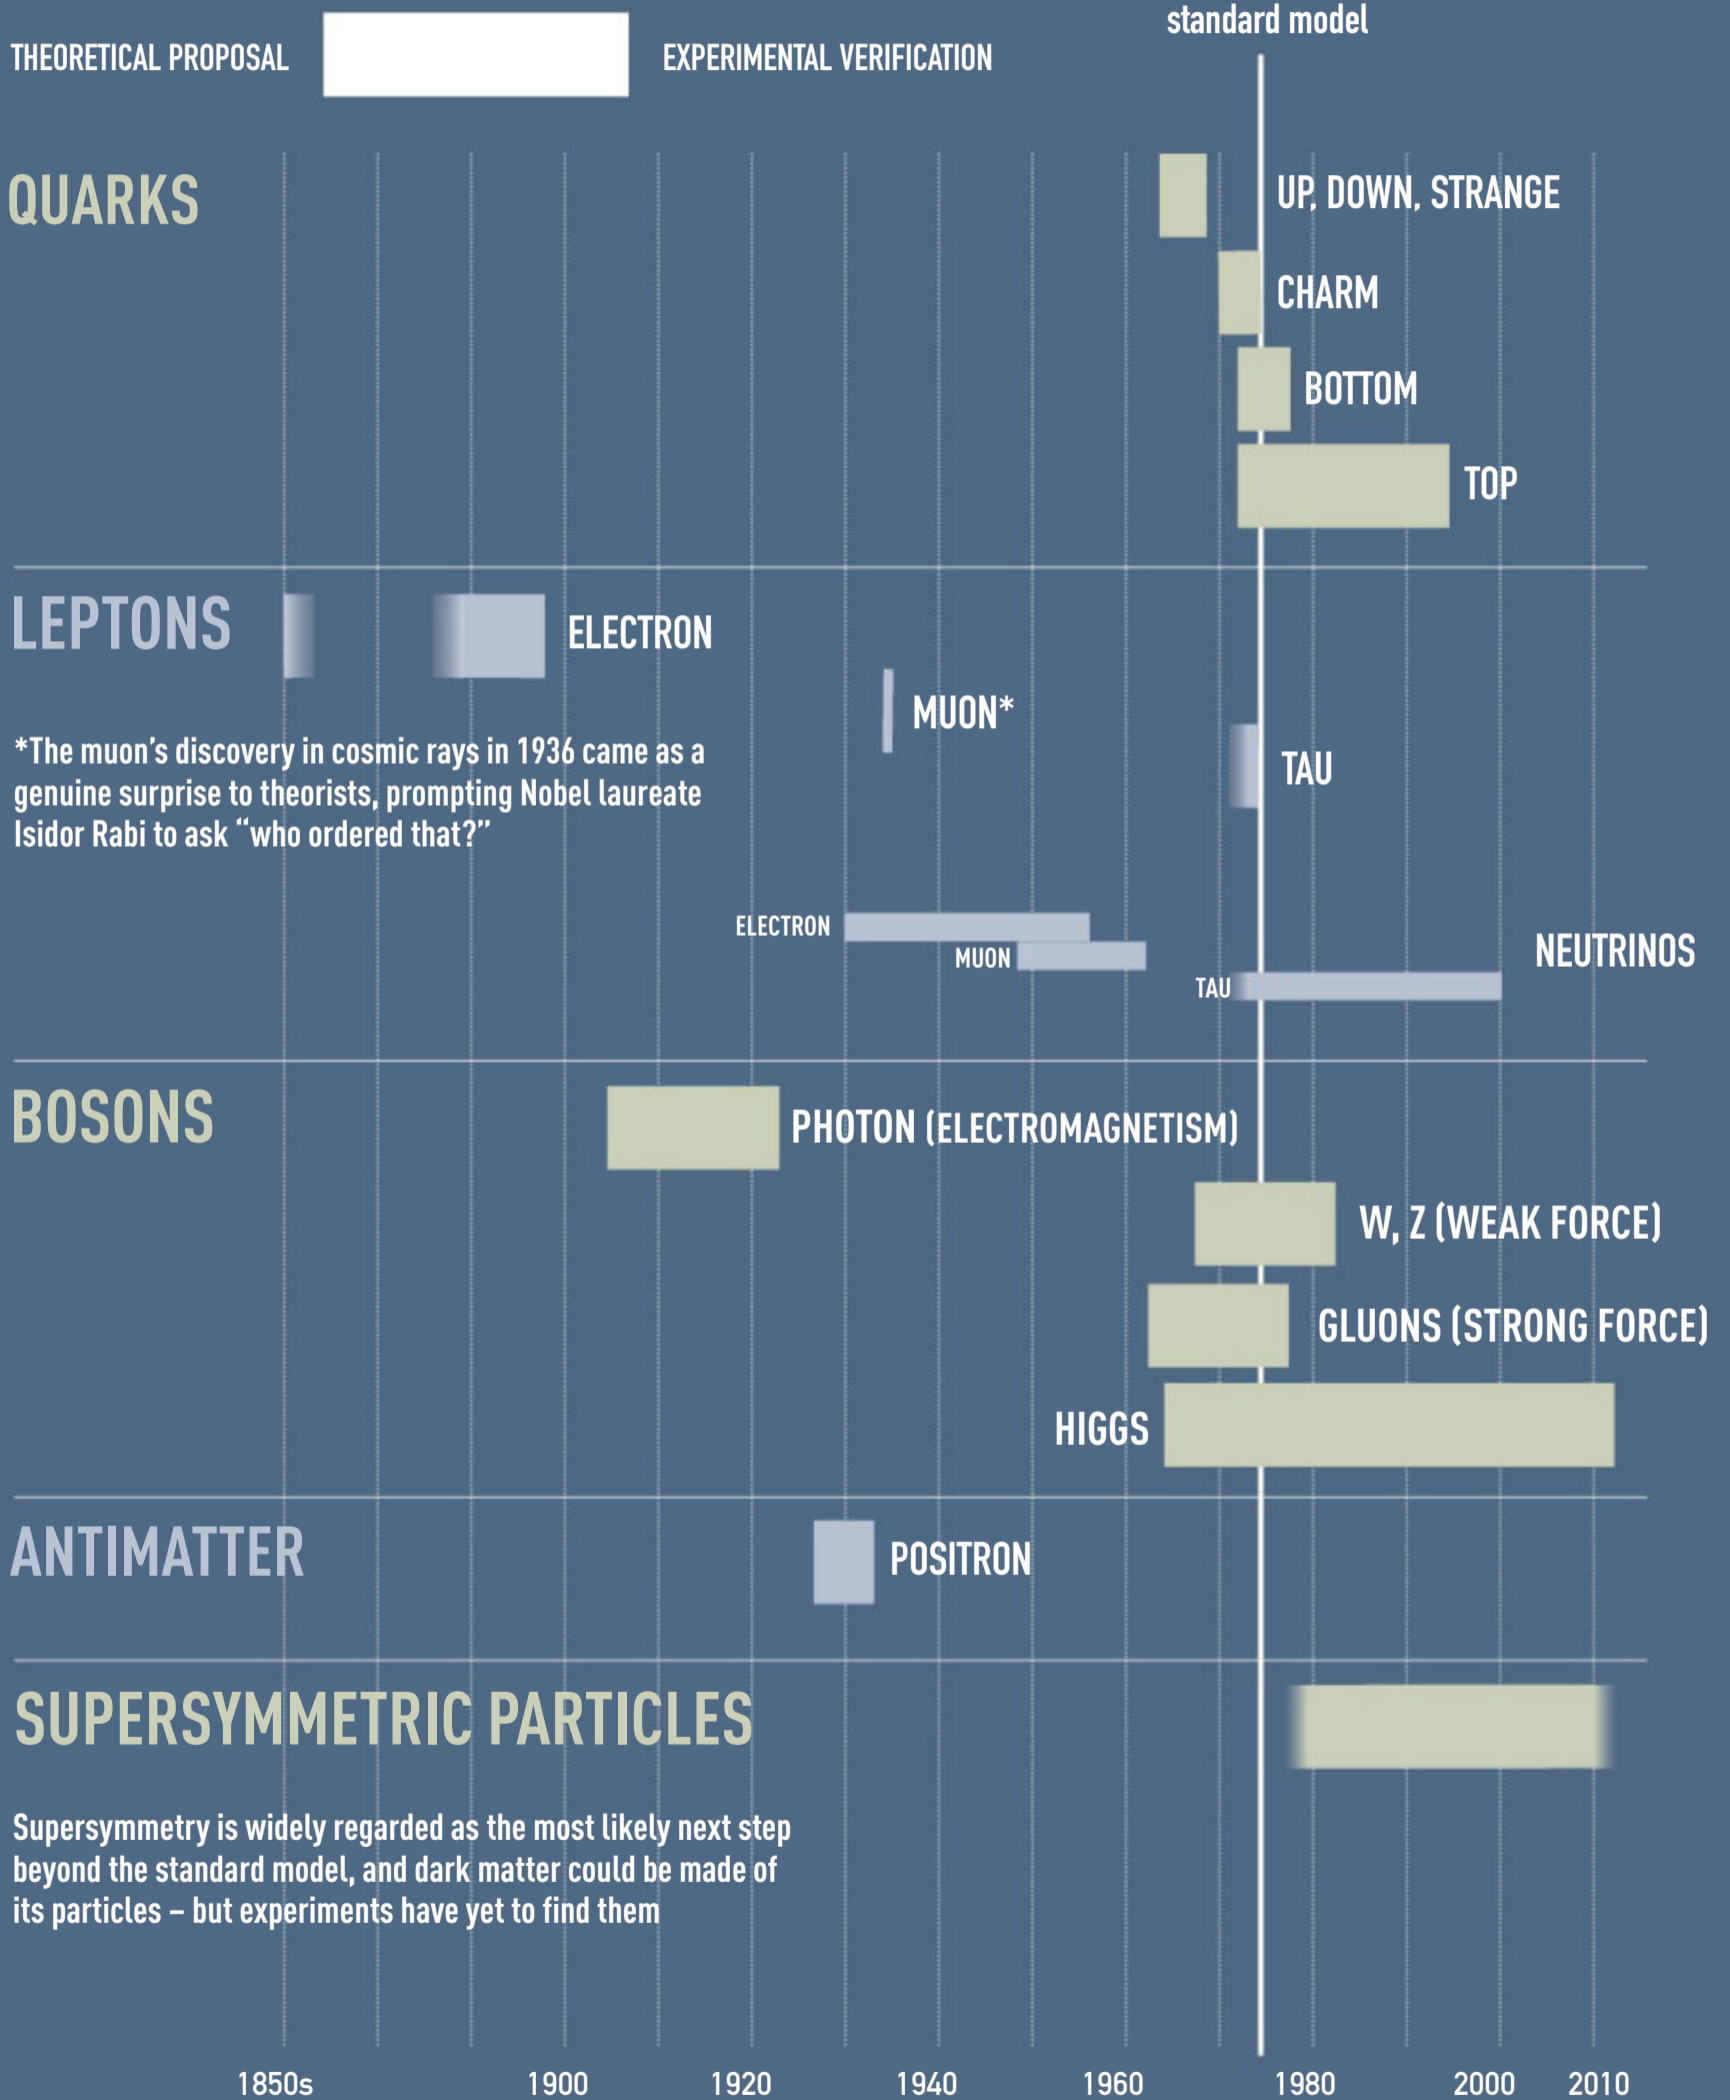 standard model
THEORETICAL PROPOSAL
EXPERIMENTAL VERIFICATION
QUARKS
UP, DOWN, STRANGE
CHARM
BOTTOM
TOP
LEPTONS
ELECTRON
MUON*
*The muon's discovery in cosmic rays in 1936 came as a
genuine surprise to theorists, prompting Nobel laureate
Isidor Rabi to ask “who ordered that?”
TAU
ELECTRON
MUON
TAU
NEUTRINOS
BOSONS
PHOTON (ELECTROMAGNETISM)
W, Z (WEAK FORCE)
GLUONS (STRONG FORCE)
HIGGS
ANTIMATTER
POSITRON
SUPERSYMMETRIC PARTICLES
Supersymmetry is widely regarded as the most likely next step
beyond the standard model, and dark matter could be made of
its particles – but experiments have yet to find them
1850s 1900 1920 1940 1960 1980 2000 2010